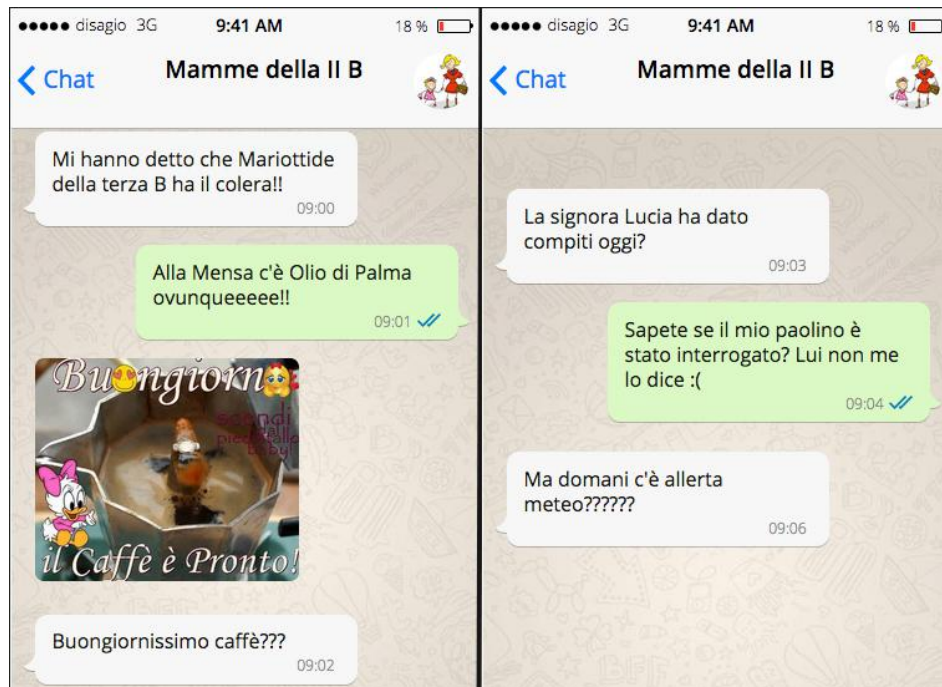 disagio 3G 9:41 AM 18 %
Chat Mamme della II B
Mi hanno detto che Mariottide
della terza B ha il colera!!
09:00
Alla Mensa c'è Olio di Palma
ovunqueeeee!!
09:01
Buongiorno
scendi
dal
piedistallo
baby!
il Caffè è Pronto!
Buongiornissimo caffè???
09:02
disagio 3G 9:41 AM 18 %
Chat Mamme della II B
La signora Lucia ha dato
compiti oggi?
09:03
Sapete se il mio paolino è
stato interrogato? Lui non me
lo dice :(
09:04
Ma domani c'è allerta
meteo??????
09:06